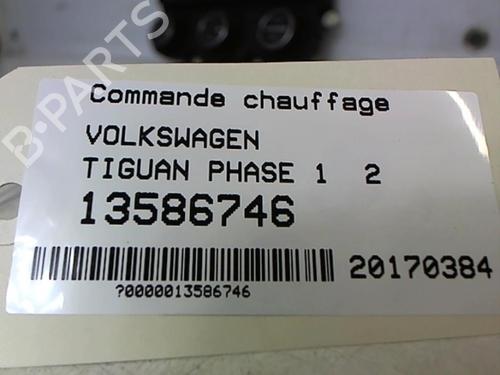 Commande chauffage
VOLKSWAGEN
TIGUAN PHASE 1 2
13586746
20170384
?0000013586746
B-PARTS